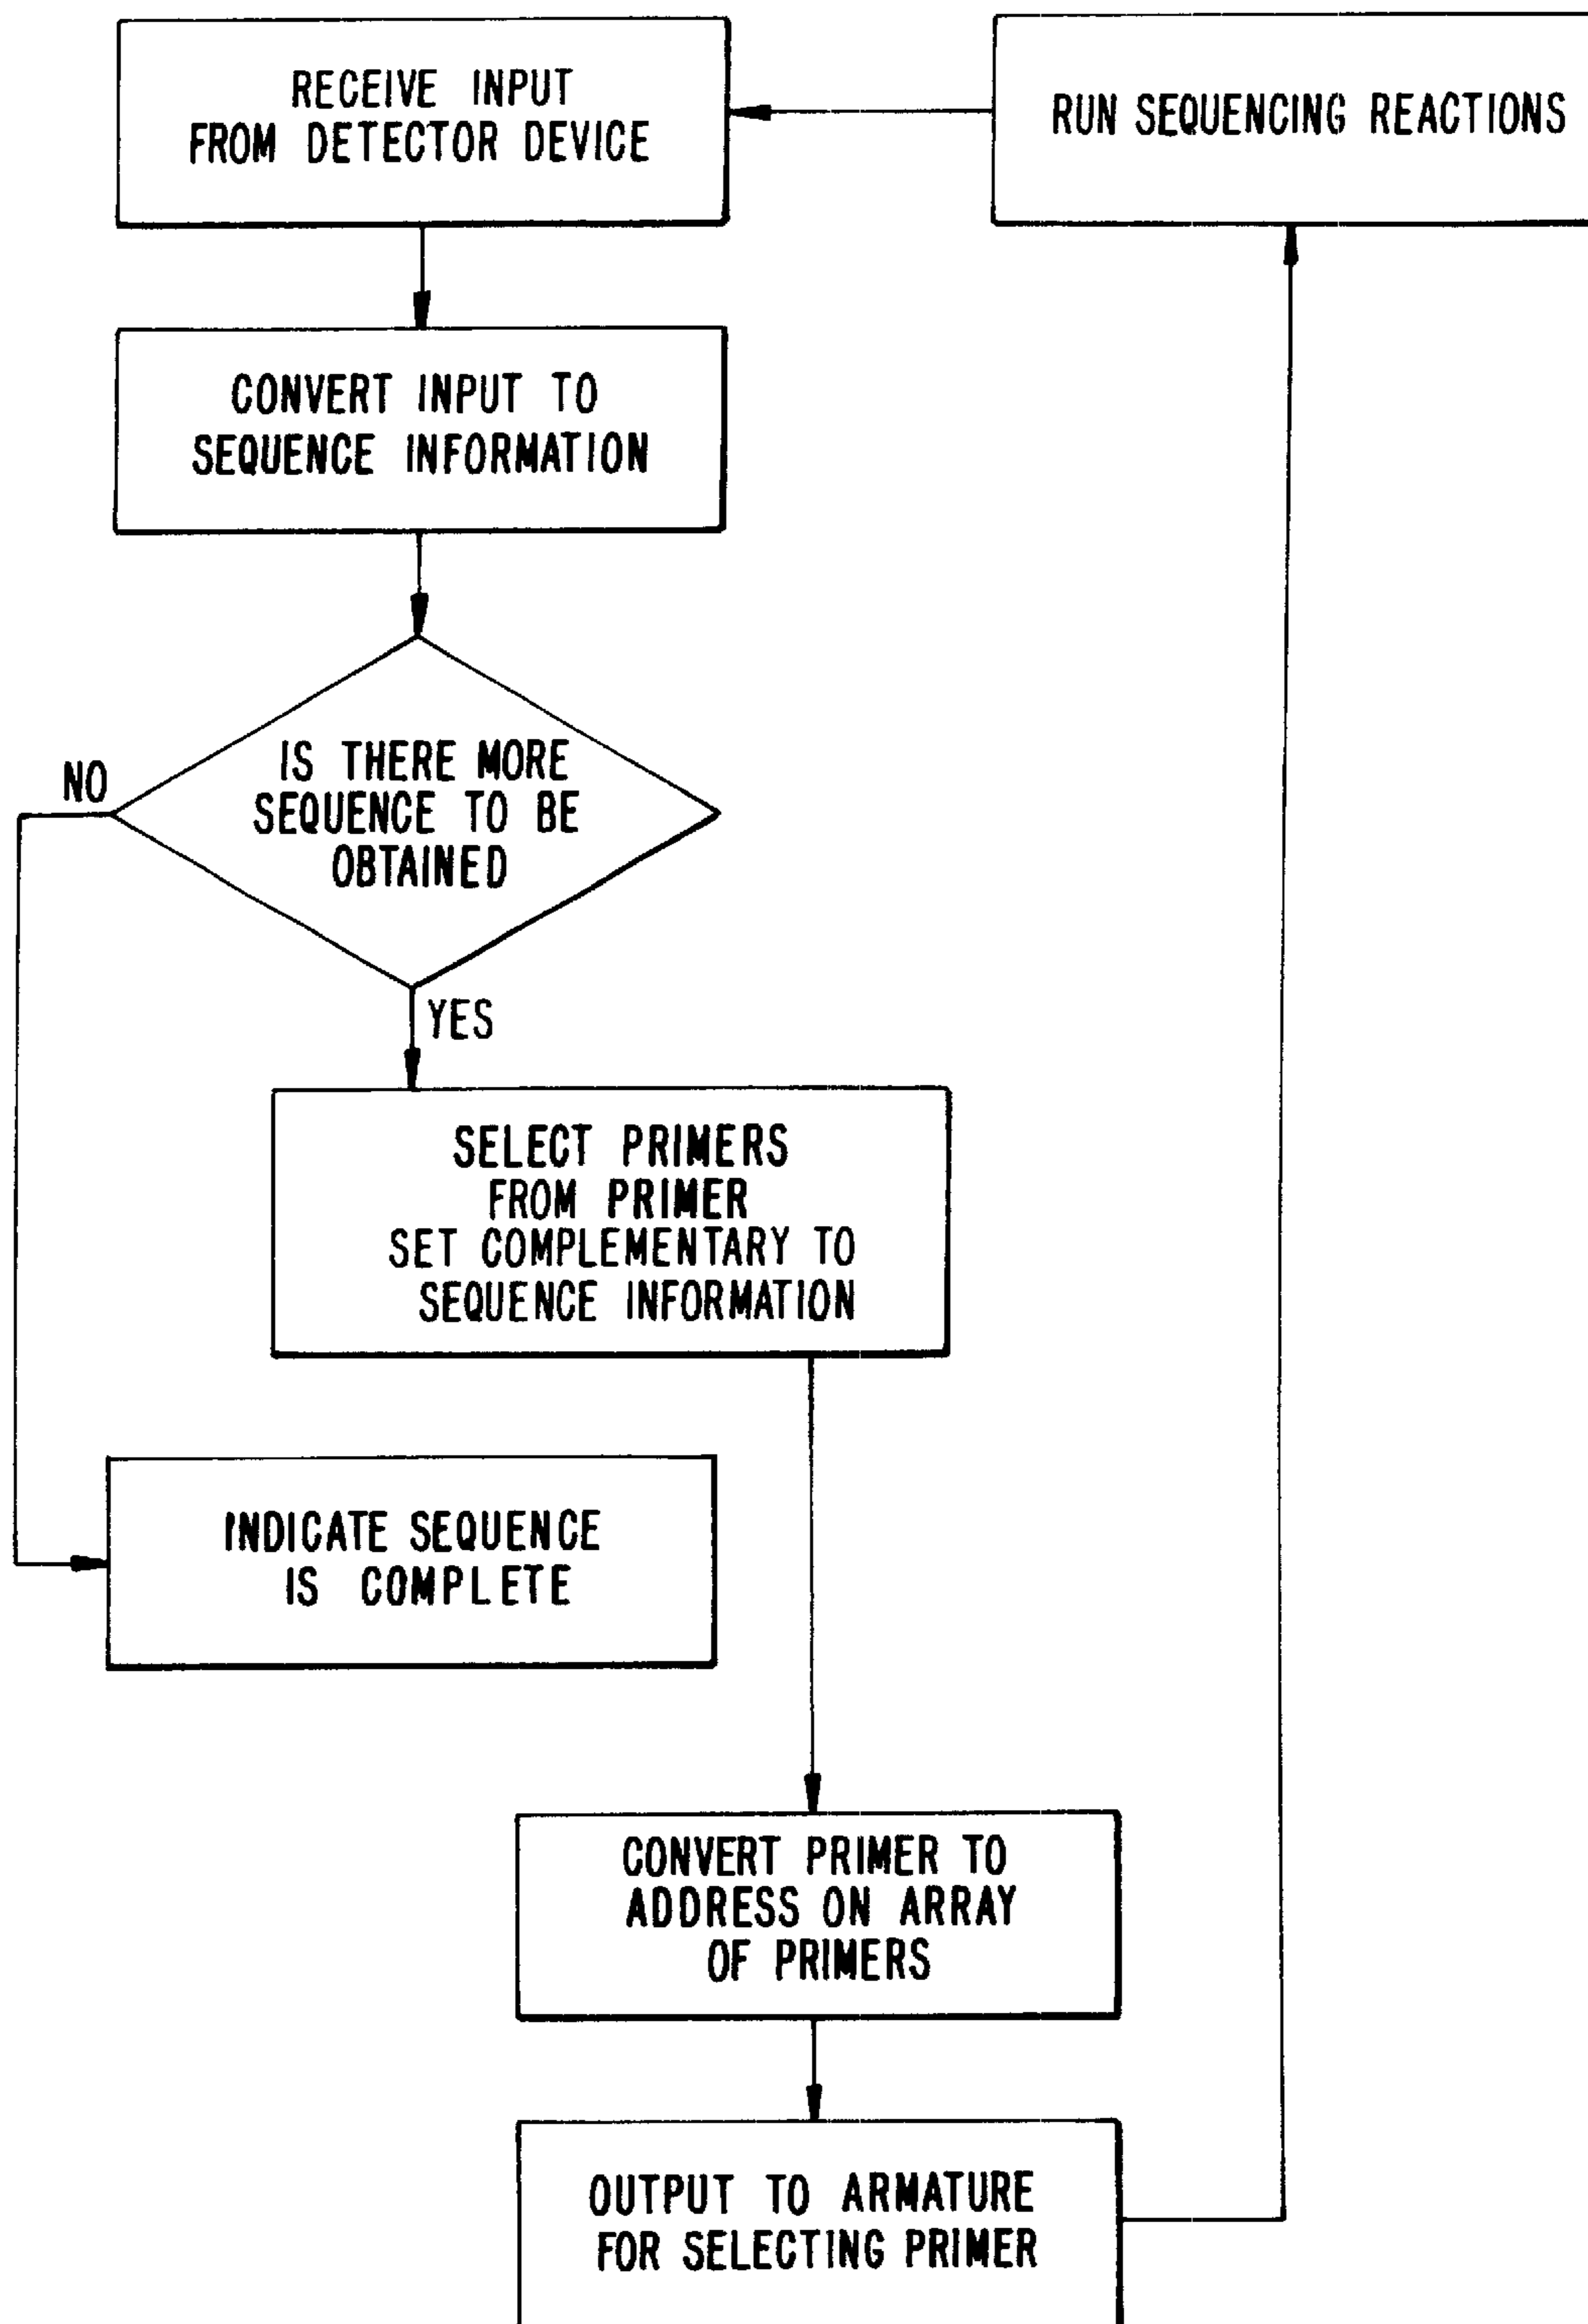 RECEIVE INPUT
FROM DETECTOR DEVICE
RUN SEQUENCING REACTIONS
CONVERT INPUT TO
SEQUENCE INFORMATION
IS THERE MORE
SEQUENCE TO BE
OBTAINED
NO
YES
SELECT PRIMERS
FROM PRIMER
SET COMPLEMENTARY TO
SEQUENCE INFORMATION
INDICATE SEQUENCE
IS COMPLETE
CONVERT PRIMER TO
ADDRESS ON ARRAY
OF PRIMERS
OUTPUT TO ARMATURE
FOR SELECTING PRIMER